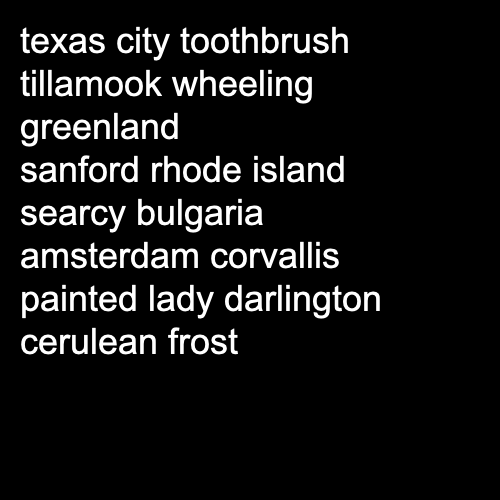 texas city toothbrush
tillamook wheeling
greenland
sanford rhode island
searcy bulgaria
amsterdam corvallis
painted lady darlington
cerulean frost